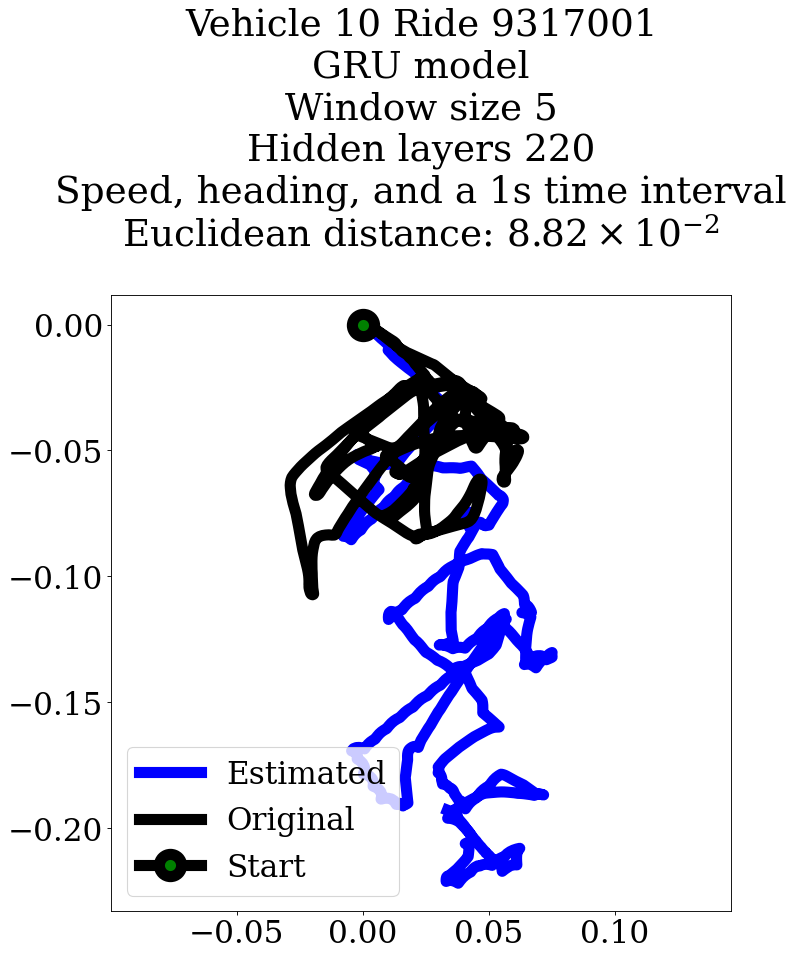 Vehicle 10 Ride 9317001
GRU model
Window size 5
Hidden layers 220
Speed, heading, and a 1s time interval
Euclidean distance: 8.82 × 10⁻²
0.00
−0.05
−0.10
−0.15
−0.20
Estimated
Original
Start
−0.05 0.00 0.05 0.10